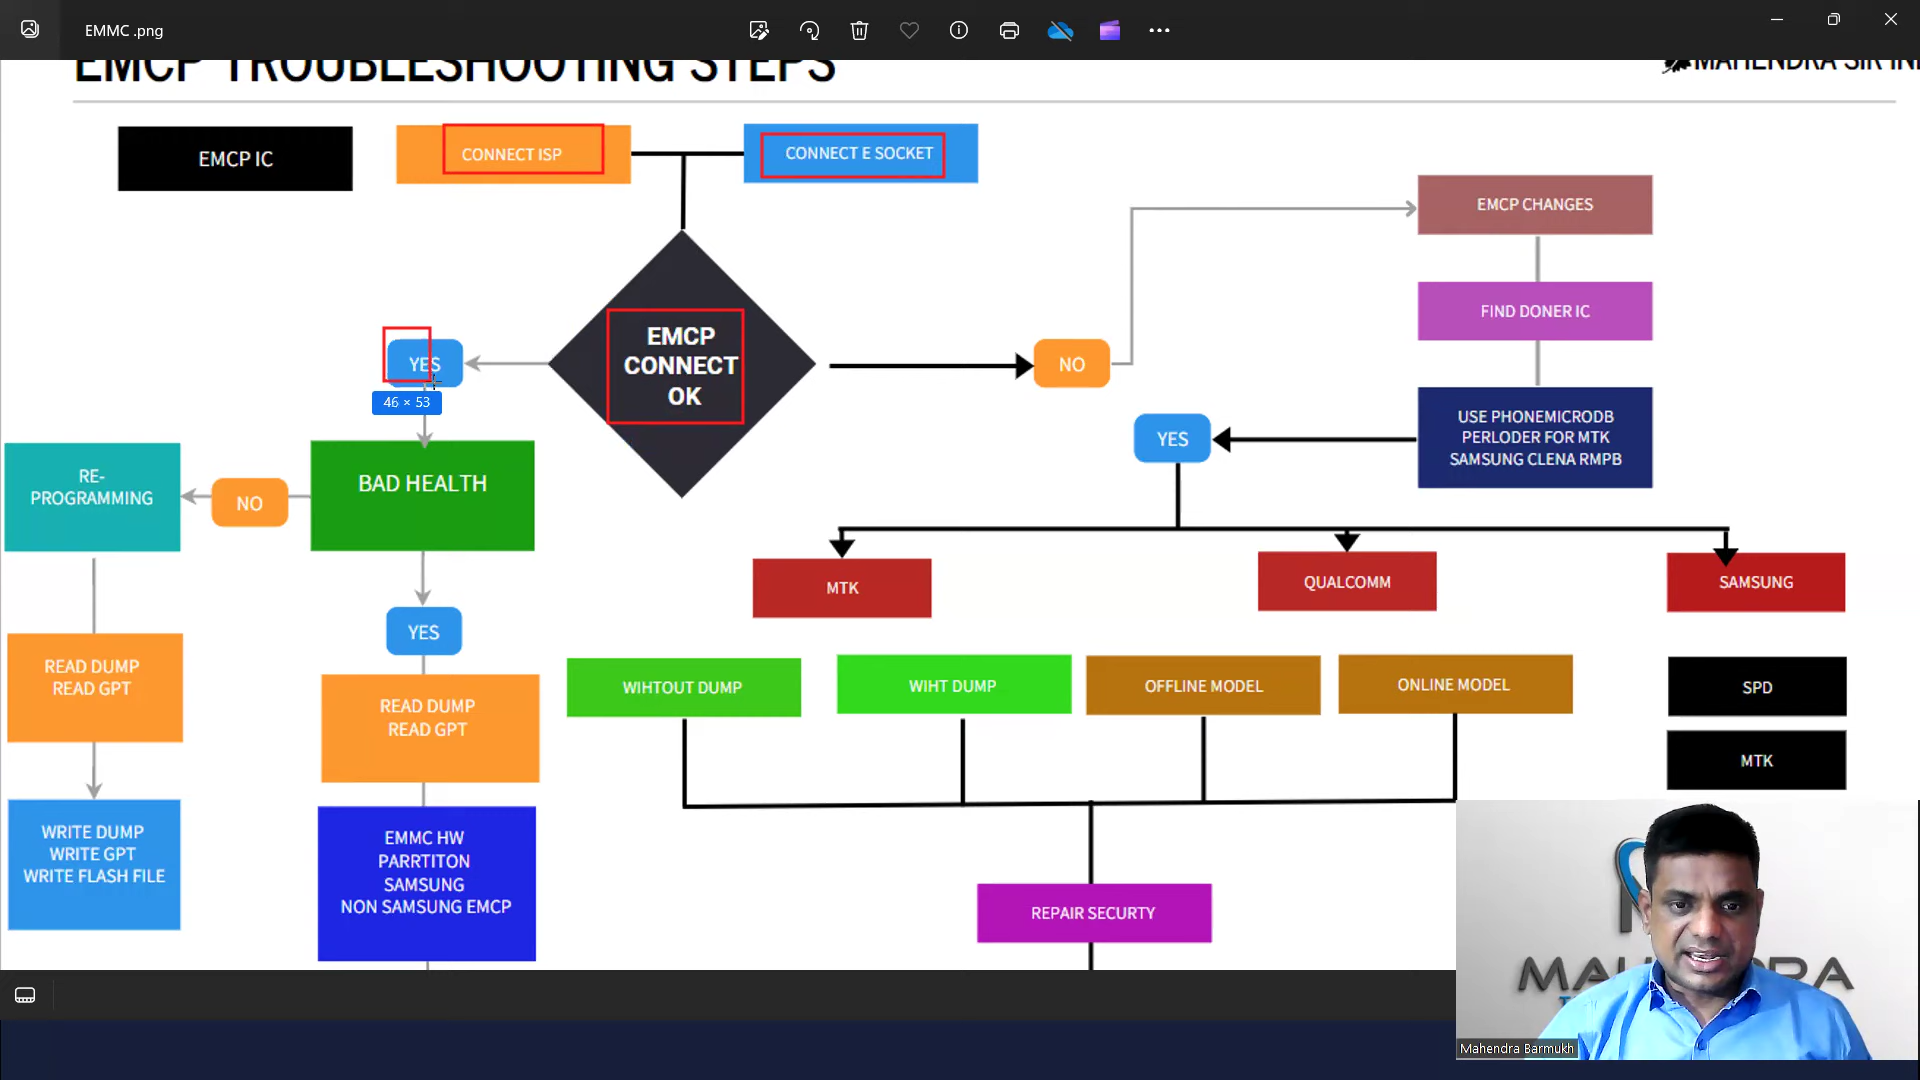 EMMC .png
EMCP TROUBLESHOOTING STEPS
MAHENDRA SIR
EMCP IC
CONNECT ISP
CONNECT E SOCKET
EMCP CHANGES
FIND DONER IC
EMCP
CONNECT
OK
YES
46 × 53
NO
USE PHONEMICRODB
PERLODER FOR MTK
SAMSUNG CLENA RMPB
YES
RE-
PROGRAMMING
NO
BAD HEALTH
MTK
QUALCOMM
SAMSUNG
YES
READ DUMP
READ GPT
READ DUMP
READ GPT
WIHTOUT DUMP
WIHT DUMP
OFFLINE MODEL
ONLINE MODEL
SPD
MTK
WRITE DUMP
WRITE GPT
WRITE FLASH FILE
EMMC HW
PARRTITON
SAMSUNG
NON SAMSUNG EMCP
REPAIR SECURTY
Mahendra Barmukh